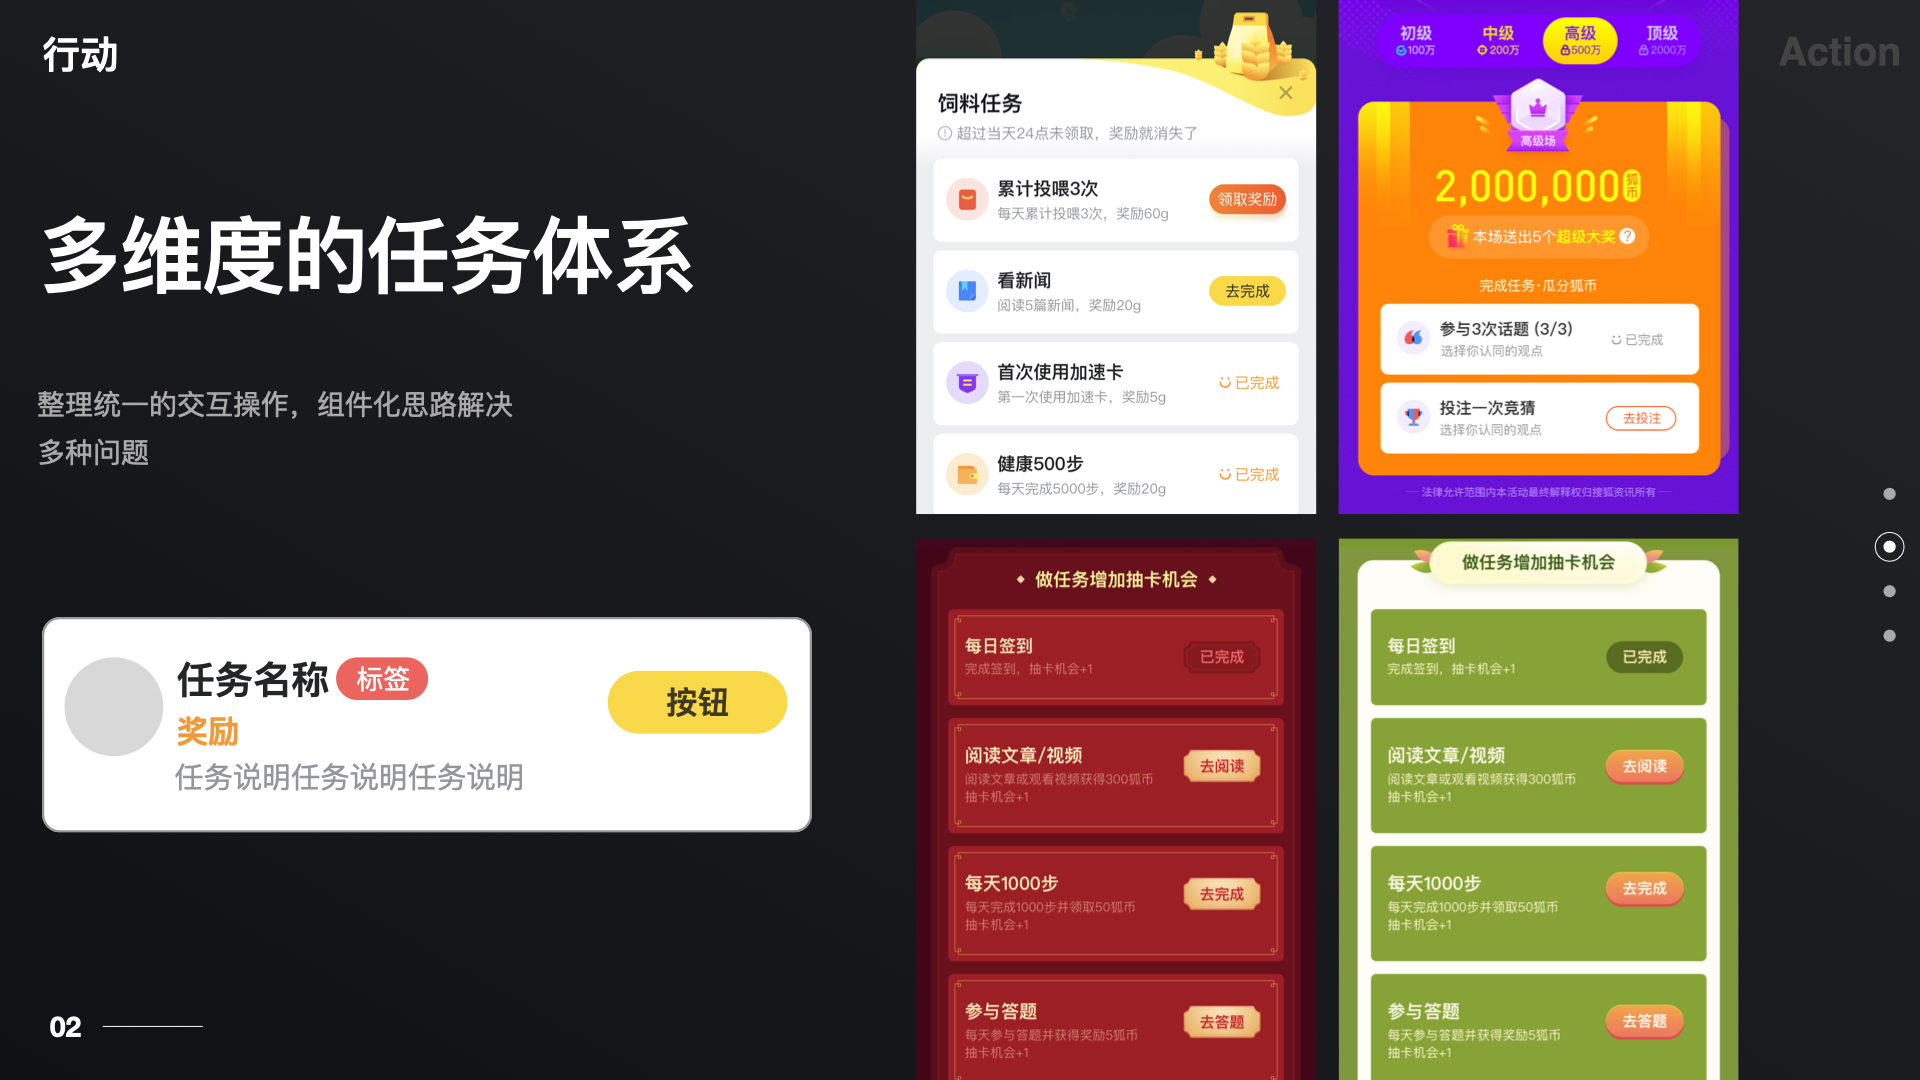 行动
Action
多维度的任务体系
整理统一的交互操作，组件化思路解决
多种问题
任务名称 标签
奖励
任务说明任务说明任务说明
按钮
02
饲料任务
超过当天24点未领取，奖励就消失了
累计投喂3次
每天累计投喂3次，奖励60g
领取奖励
看新闻
阅读5篇新闻，奖励20g
去完成
首次使用加速卡
第一次使用加速卡，奖励5g
已完成
健康500步
每天完成5000步，奖励20g
已完成
初级 中级 高级 顶级
100万 200万 500万 2000万
高级场
2,000,000狐币
本场送出5个超级大奖?
完成任务·瓜分狐币
参与3次话题 (3/3)
选择你认同的观点
已完成
投注一次竞猜
选择你认同的观点
去投注
法律允许范围内本活动最终解释权归搜狐资讯所有
做任务增加抽卡机会
每日签到
完成签到，抽卡机会+1
已完成
阅读文章/视频
阅读文章或观看视频获得300狐币
抽卡机会+1
去阅读
每天1000步
每天完成1000步并领取50狐币
抽卡机会+1
去完成
参与答题
每天参与答题并获得奖励5狐币
抽卡机会+1
去答题
做任务增加抽卡机会
每日签到
完成签到，抽卡机会+1
已完成
阅读文章/视频
阅读文章或观看视频获得300狐币
抽卡机会+1
去阅读
每天1000步
每天完成1000步并领取50狐币
抽卡机会+1
去完成
参与答题
每天参与答题并获得奖励5狐币
抽卡机会+1
去答题